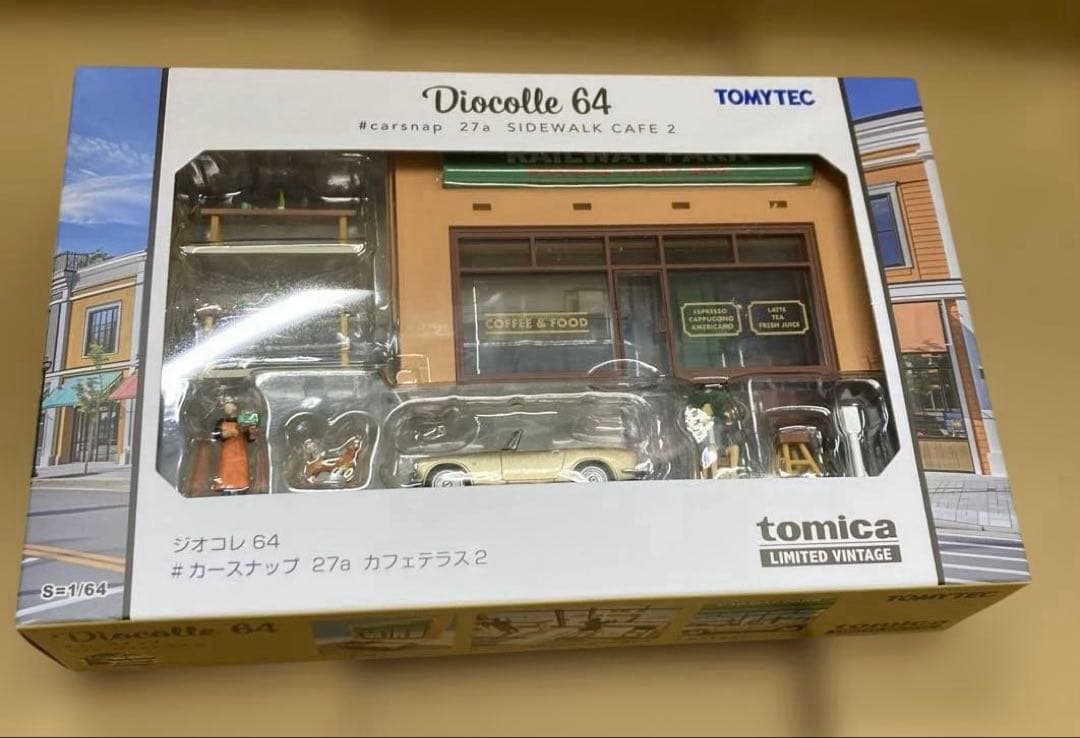 Diocolle 64
TOMYTEC
#carsnap 27a SIDEWALK CAFE 2
RAILWAY PARK
COFFEE & FOOD
ESPRESSO
CAPPUCCINO
AMERICANO
LATTE
TEA
FRESH JUICE
ジオコレ 64
#カースナップ 27a カフェテラス2
tomica
LIMITED VINTAGE
S=1/64
Diocolle 64
TOMYTEC